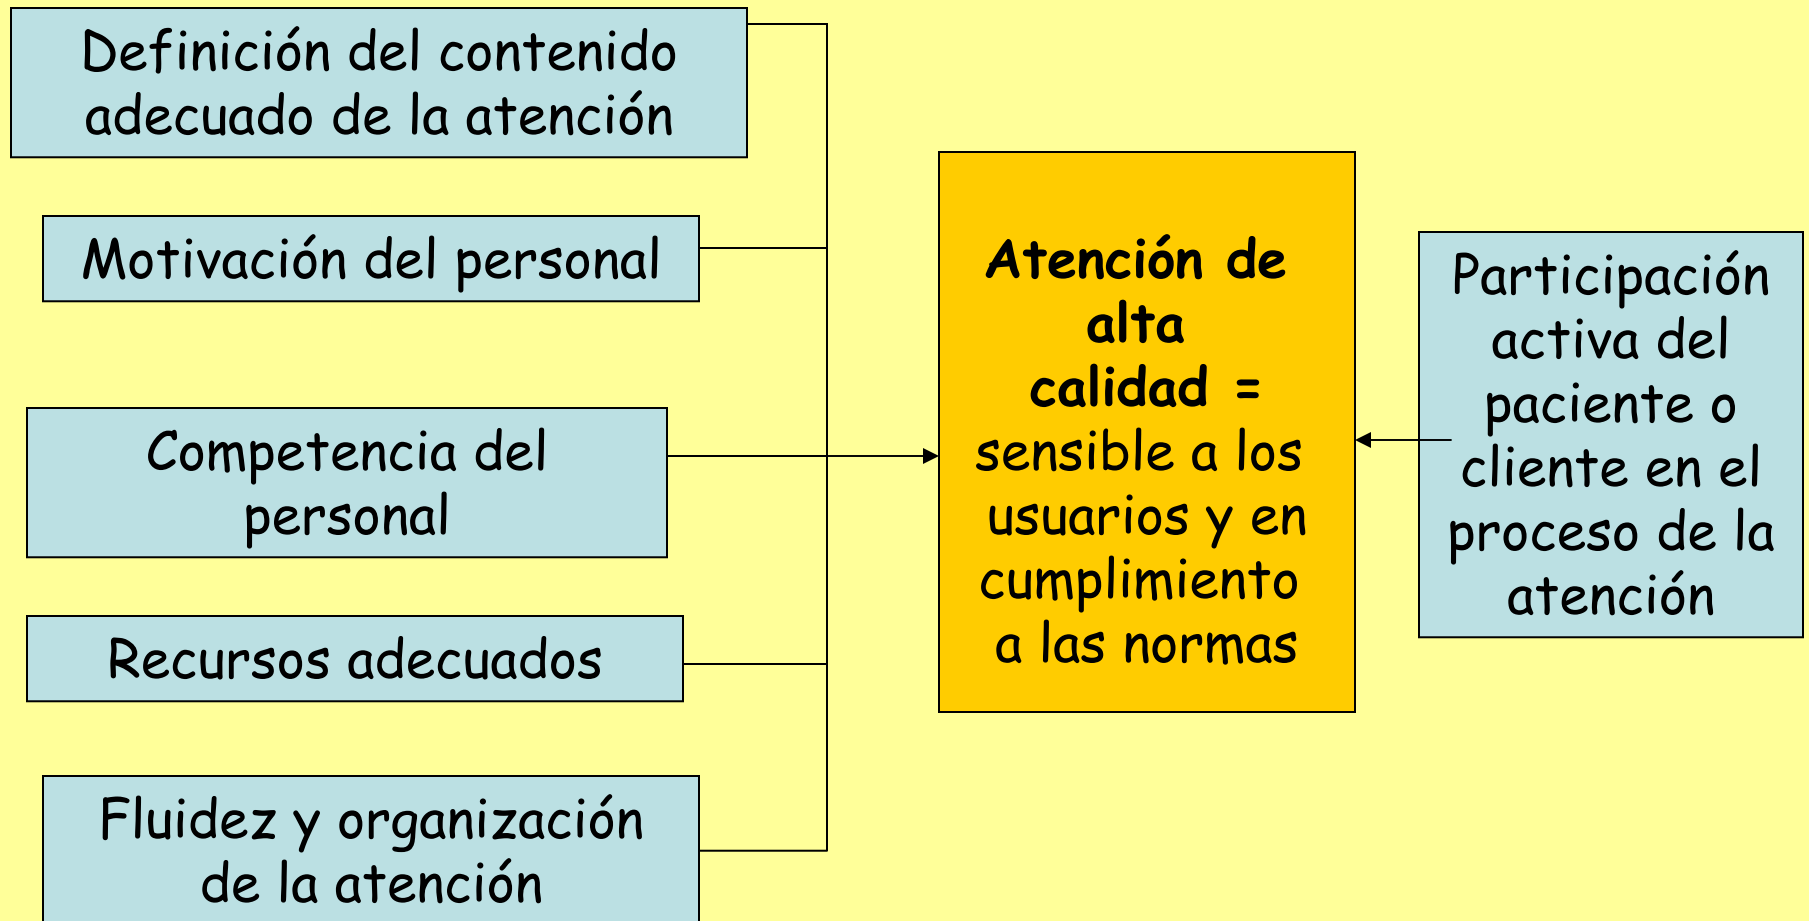 Definición del contenido
adecuado de la atención
Motivación del personal
Competencia del
personal
Recursos adecuados
Fluidez y organización
de la atención
Atención de
alta
calidad =
sensible a los
usuarios y en
cumplimiento
a las normas
Participación
activa del
paciente o
cliente en el
proceso de la
atención